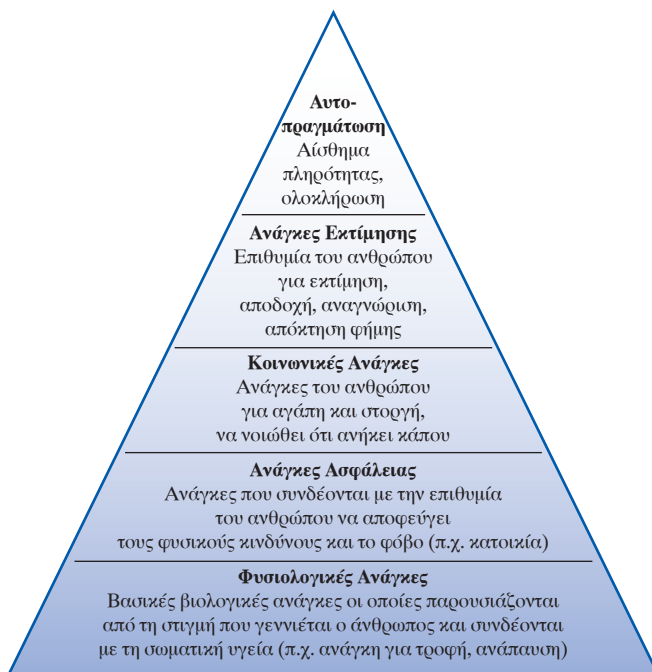 Αυτο-
πραγμάτωση
Αίσθημα
πληρότητας,
ολοκλήρωση
Ανάγκες Εκτίμησης
Επιθυμία του ανθρώπου
για εκτίμηση,
αποδοχή, αναγνώριση,
απόκτηση φήμης
Κοινωνικές Ανάγκες
Ανάγκες του ανθρώπου
για αγάπη και στοργή,
να νοιώθει ότι ανήκει κάπου
Ανάγκες Ασφάλειας
Ανάγκες που συνδέονται με την επιθυμία
του ανθρώπου να αποφεύγει
τους φυσικούς κινδύνους και το φόβο (π.χ. κατοικία)
Φυσιολογικές Ανάγκες
Βασικές βιολογικές ανάγκες οι οποίες παρουσιάζονται
από τη στιγμή που γεννιέται ο άνθρωπος και συνδέονται
με τη σωματική υγεία (π.χ. ανάγκη για τροφή, ανάπαυση)